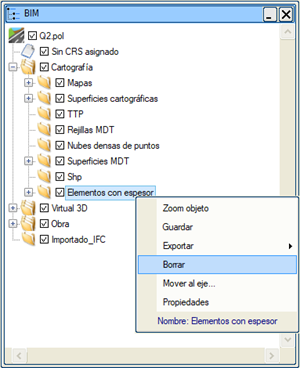 BIM
Q2.pol
Sin CRS asignado
Cartografía
Mapas
Superficies cartográficas
TTP
Rejillas MDT
Nubes densas de puntos
Superficies MDT
Shp
Elementos con espesor
Virtual 3D
Obra
Importado_IFC
Zoom objeto
Guardar
Exportar
Borrar
Mover al eje...
Propiedades
Nombre: Elementos con espesor